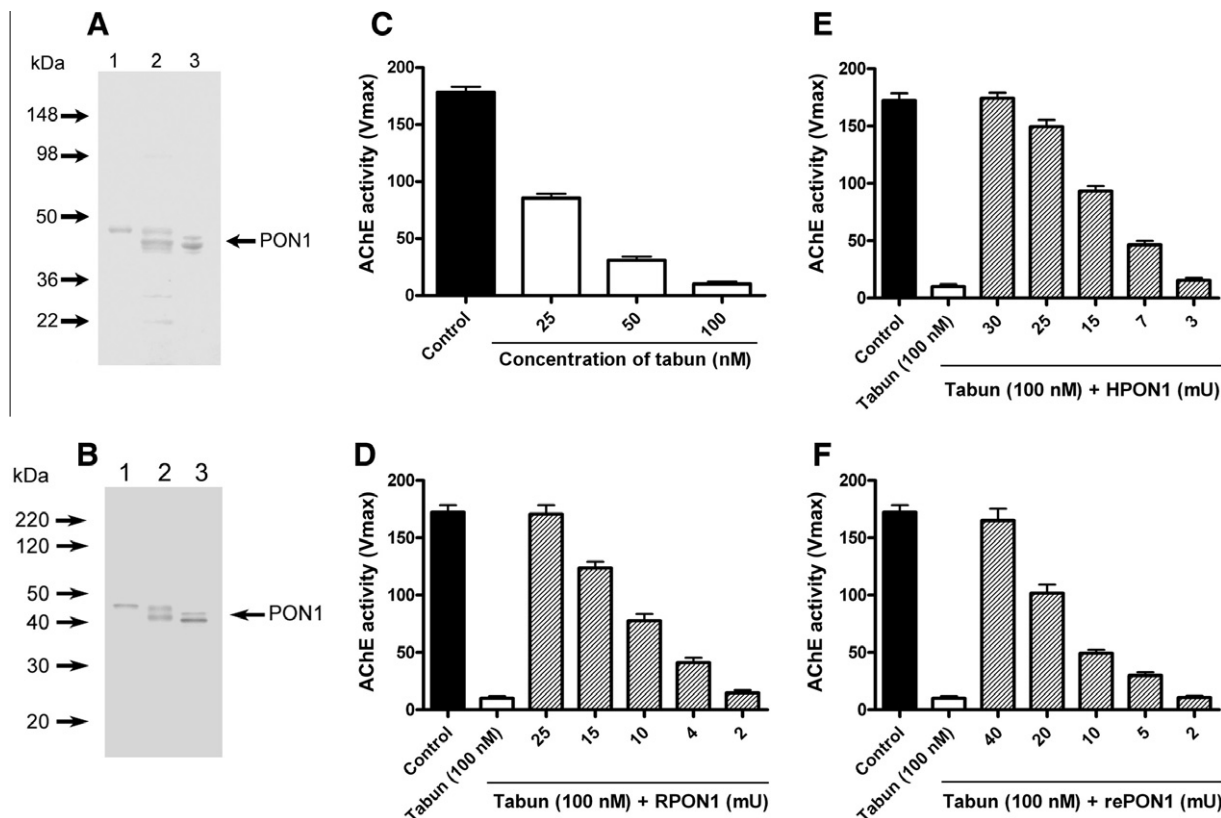 A
1 2 3
kDa
148
98
50
36
22
PON1
B
1 2 3
kDa
220
120
50
40
30
20
PON1
C
AChE activity (Vmax)
200
150
100
50
0
Control
25
50
100
Concentration of tabun (nM)
D
AChE activity (Vmax)
200
150
100
50
0
Control
Tabun (100 nM)
25
15
10
4
2
Tabun (100 nM) + RPON1 (mU)
E
AChE activity (Vmax)
200
150
100
50
0
Control
Tabun (100 nM)
30
25
15
7
3
Tabun (100 nM) + HPON1 (mU)
F
AChE activity (Vmax)
200
150
100
50
0
Control
Tabun (100 nM)
40
20
10
5
2
Tabun (100 nM) + rePON1 (mU)